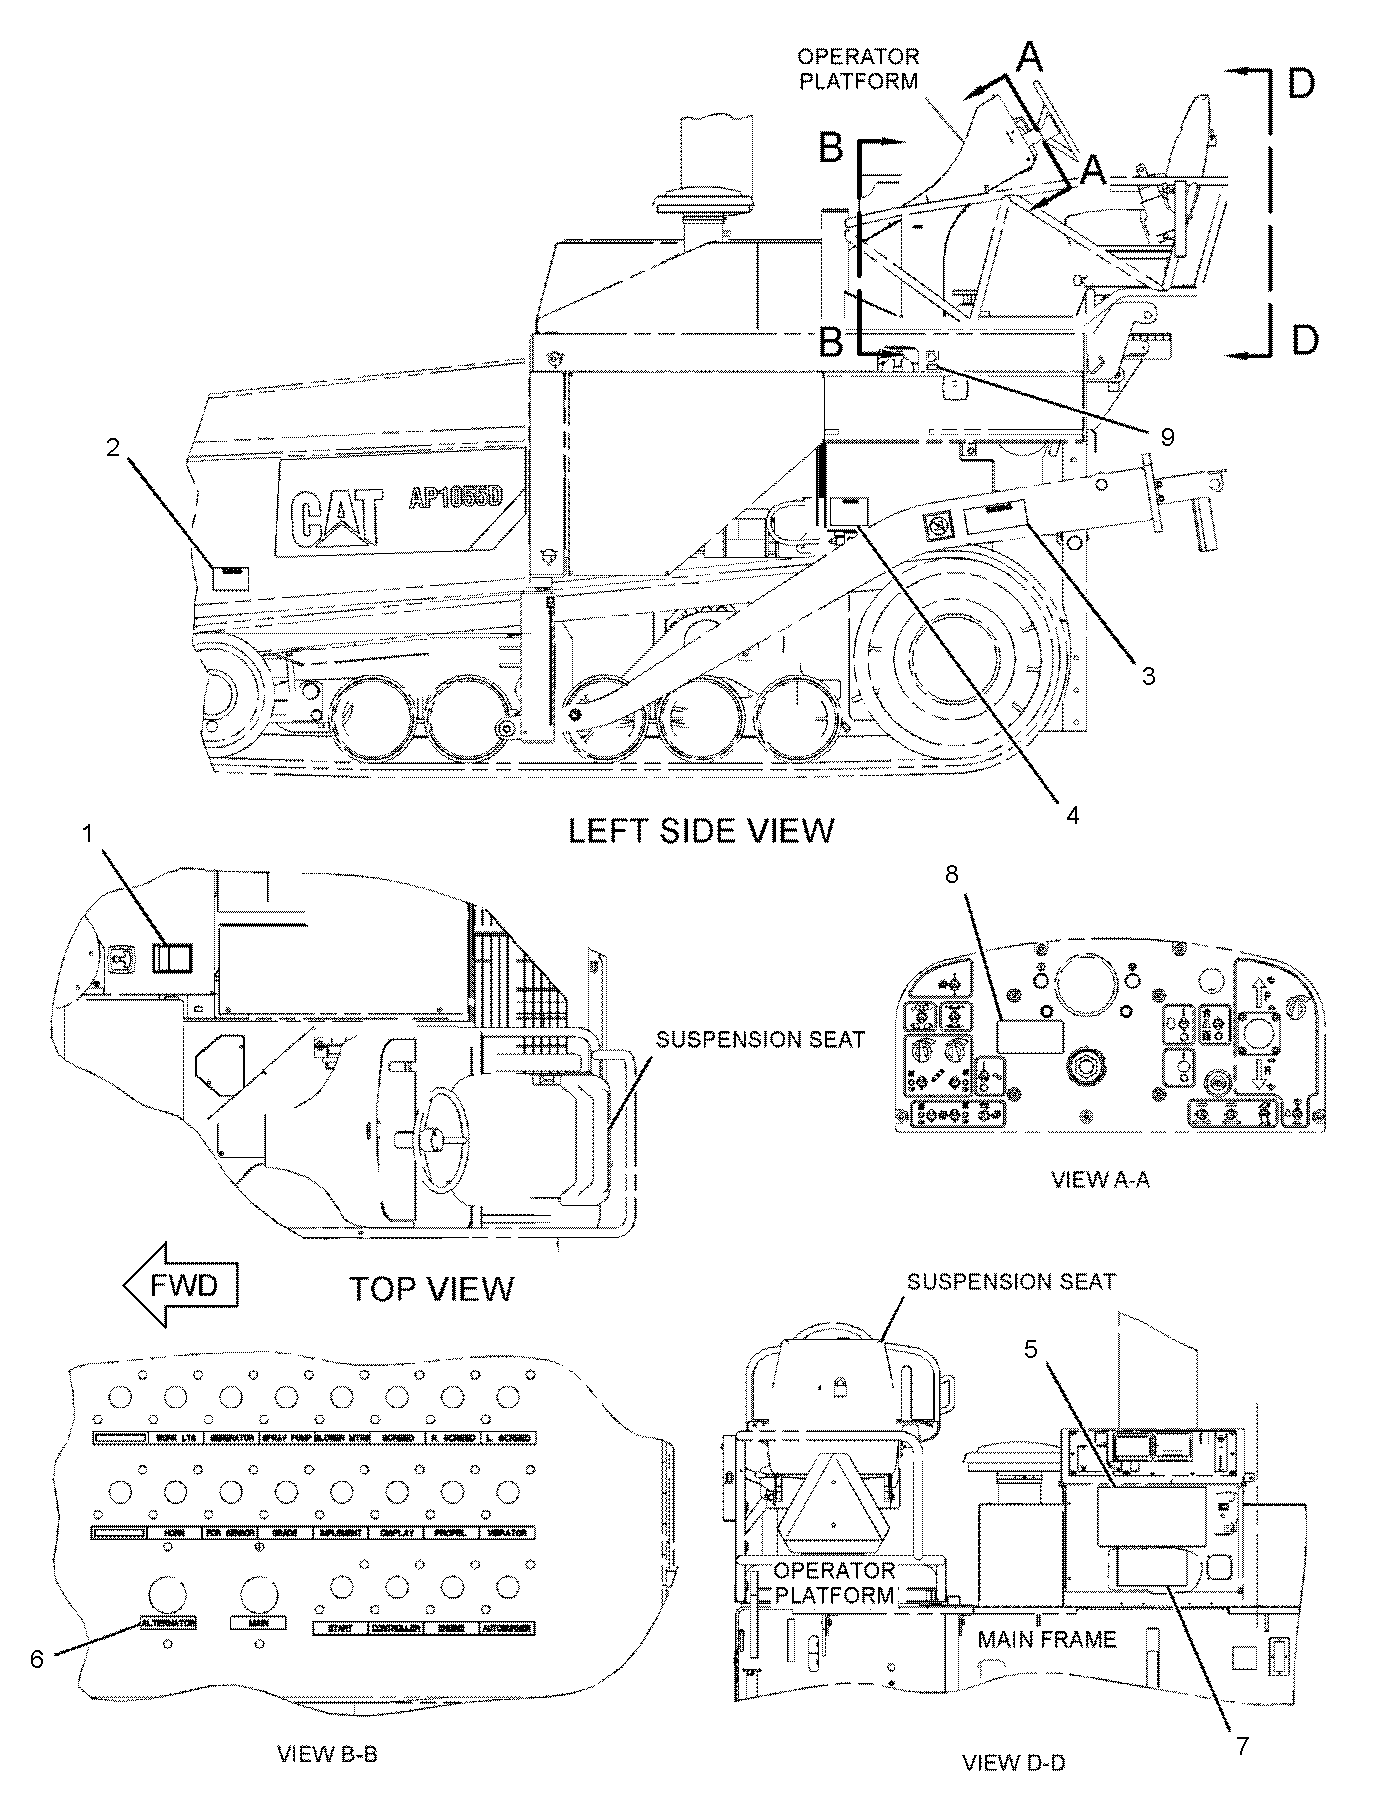 OPERATOR
PLATFORM
A
A
D
D
B
B
9
2
CAT
AP1055D
3
4
LEFT SIDE VIEW
1
8
SUSPENSION SEAT
VIEW A-A
FWD
TOP VIEW
SUSPENSION SEAT
5
WORK LTS GENERATOR SPRAY PUMP BLOWER MTRS SCREED R. SCREED L. SCREED
HORN FDR SENSOR GRADE IMPLEMENT DISPLAY PROPEL VIBRATOR
ALTERNATOR MAIN START CONTROLLER ENGINE
6
OPERATOR
PLATFORM
MAIN FRAME
7
VIEW B-B
VIEW D-D